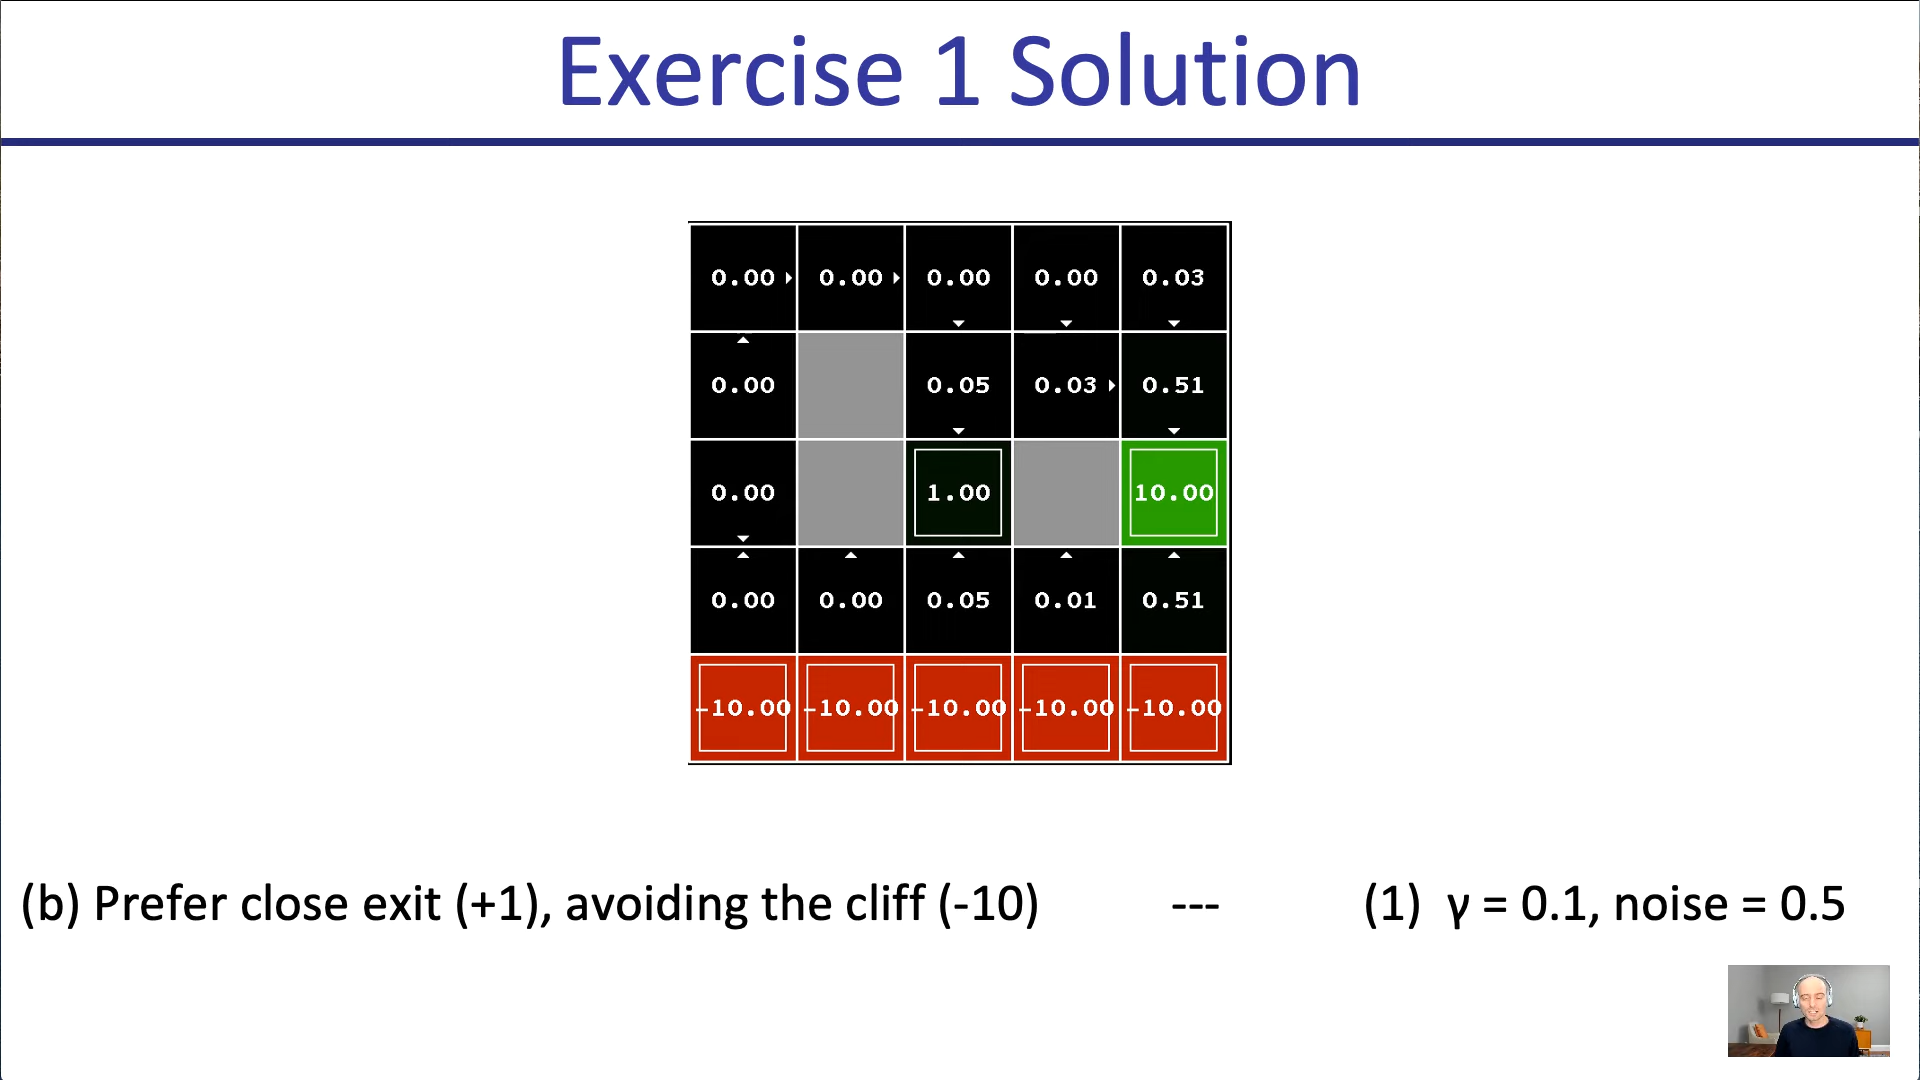 Exercise 1 Solution
0.00 0.00 0.00 0.00 0.03
0.00 0.05 0.03 0.51
0.00 1.00 10.00
0.00 0.00 0.05 0.01 0.51
-10.00 -10.00 -10.00 -10.00 -10.00
(b) Prefer close exit (+1), avoiding the cliff (-10) --- (1) γ = 0.1, noise = 0.5